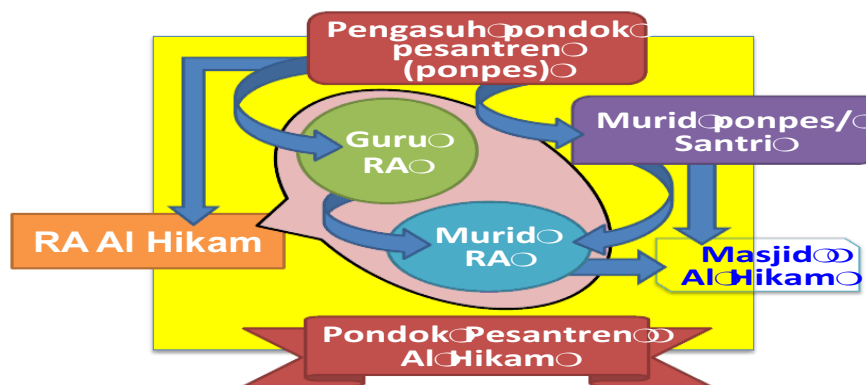 Pengasuh pondok
pesantren
(ponpes)
Murid ponpes/
Santri
Guru
RA
RA Al Hikam
Murid
RA
Masjid
Al Hikam
Pondok Pesantren
Al Hikam